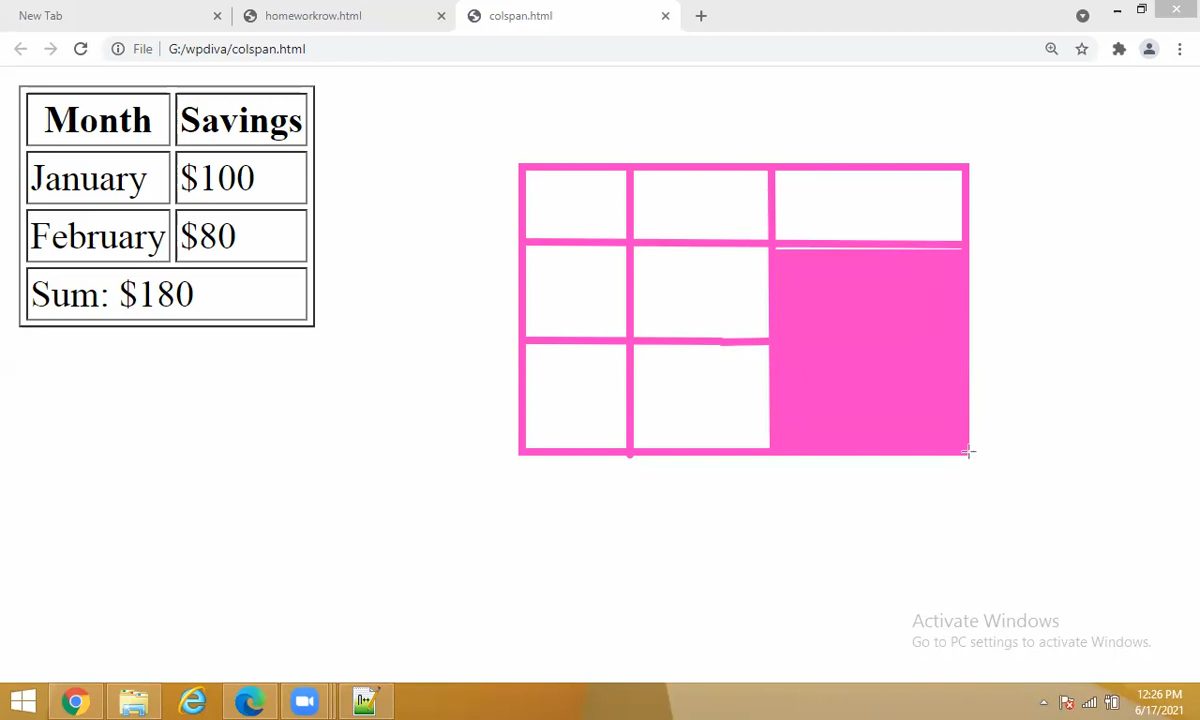 New Tab
homeworkrow.html
colspan.html
File
G:/wpdiva/colspan.html
Month Savings
January $100
February $80
Sum: $180
Activate Windows
Go to PC settings to activate Windows.
12:26 PM
6/17/2021